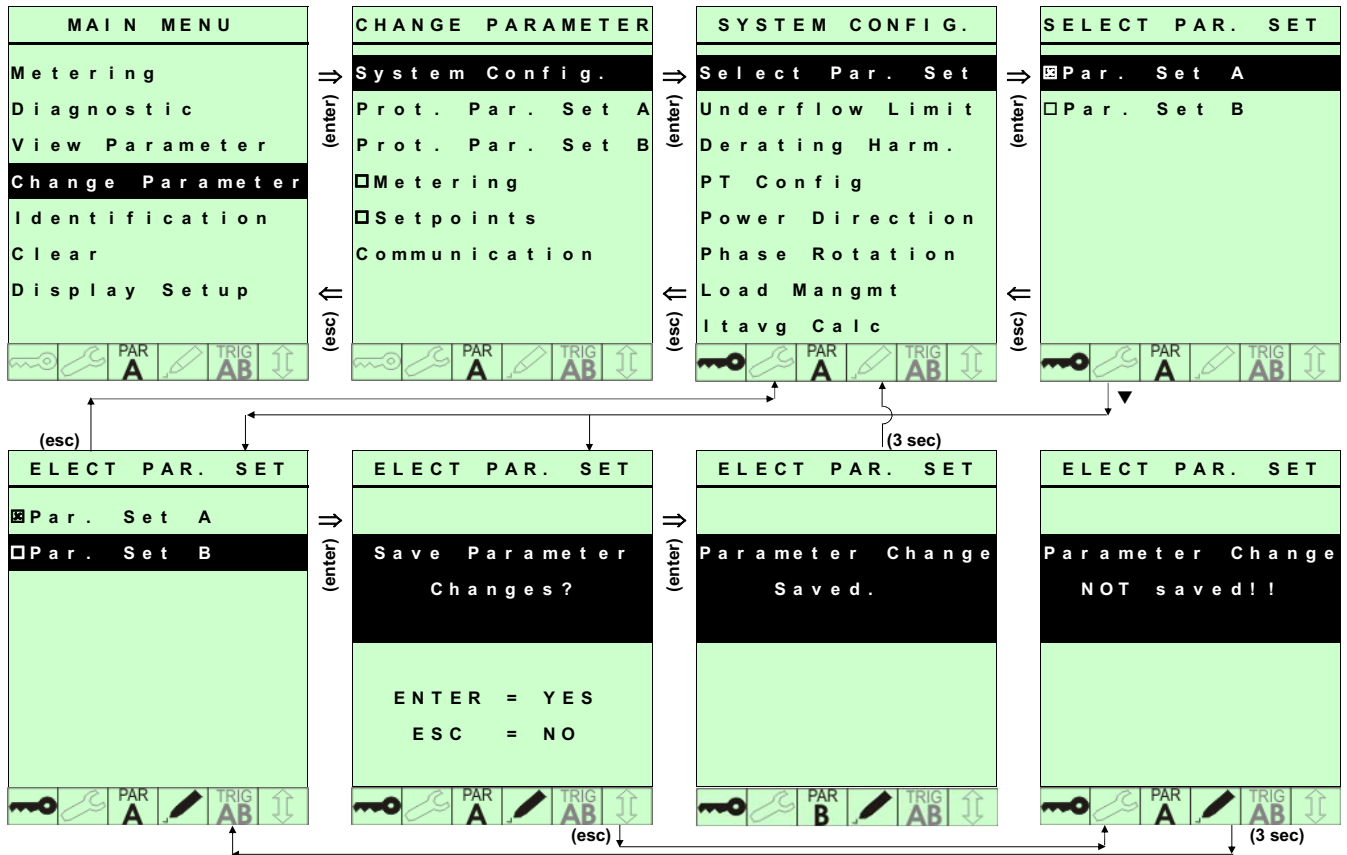 MAIN MENU
Metering
Diagnostic
View Parameter
Change Parameter
Identification
Clear
Display Setup
PAR A
TRIG AB
(enter)
(esc)
CHANGE PARAMETER
System Config.
Prot. Par. Set A
Prot. Par. Set B
Metering
Setpoints
Communication
PAR A
TRIG AB
(enter)
(esc)
SYSTEM CONFIG.
Select Par. Set
Underflow Limit
Derating Harm.
PT Config
Power Direction
Phase Rotation
Load Mangmt
Itavg Calc
PAR A
TRIG AB
(enter)
(esc)
SELECT PAR. SET
Par. Set A
Par. Set B
PAR A
TRIG AB
(esc)
ELECT PAR. SET
Par. Set A
Par. Set B
PAR A
TRIG AB
(enter)
ELECT PAR. SET
Save Parameter
Changes?
ENTER = YES
ESC = NO
PAR A
TRIG AB
(esc)
(enter)
(3 sec)
ELECT PAR. SET
Parameter Change
Saved.
PAR B
TRIG AB
ELECT PAR. SET
Parameter Change
NOT saved!!
PAR A
TRIG AB
(3 sec)